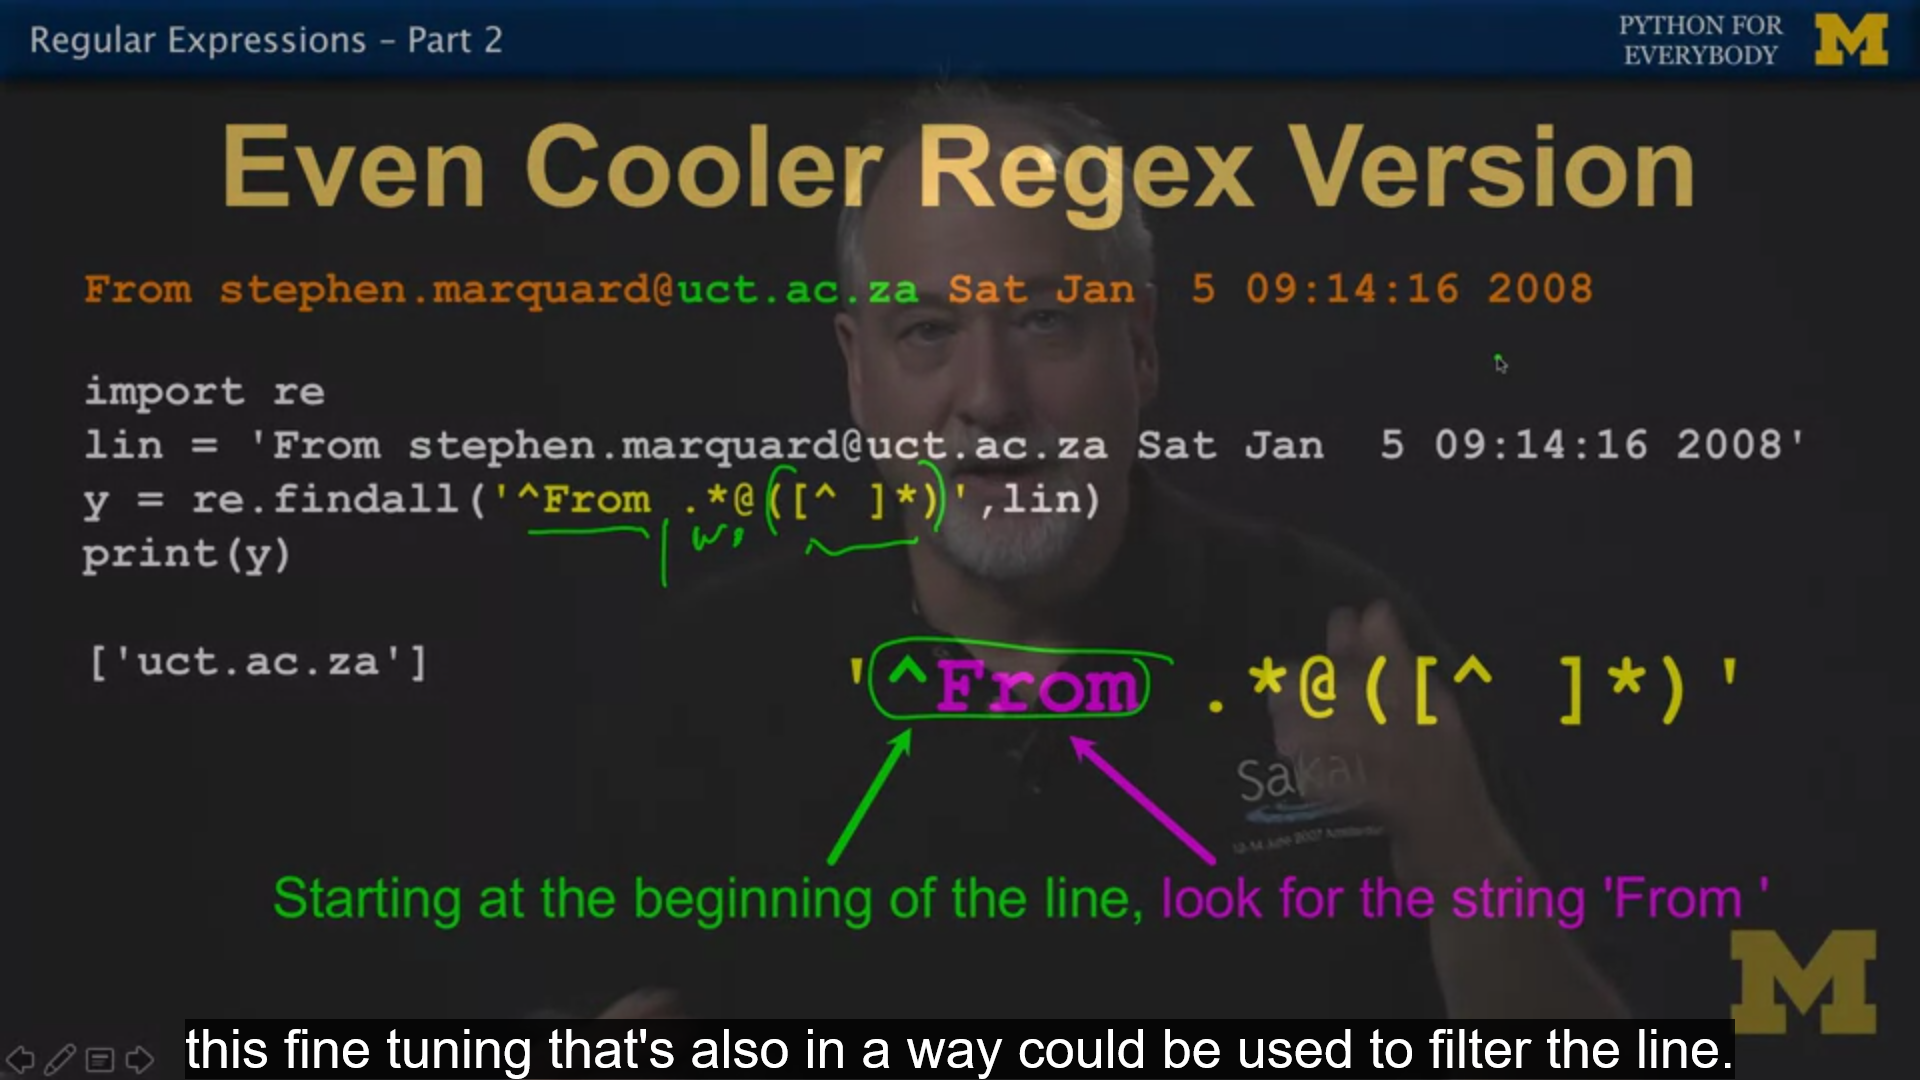 Regular Expressions – Part 2
PYTHON FOR
EVERYBODY
Even Cooler Regex Version
From stephen.marquard@uct.ac.za Sat Jan  5 09:14:16 2008
import re
lin = 'From stephen.marquard@uct.ac.za Sat Jan  5 09:14:16 2008'
y = re.findall('^From .*@([^ ]*)',lin)
print(y)
['uct.ac.za']
'^From .*@([^ ]*)'
Sakai
Starting at the beginning of the line, look for the string 'From '
this fine tuning that's also in a way could be used to filter the line.